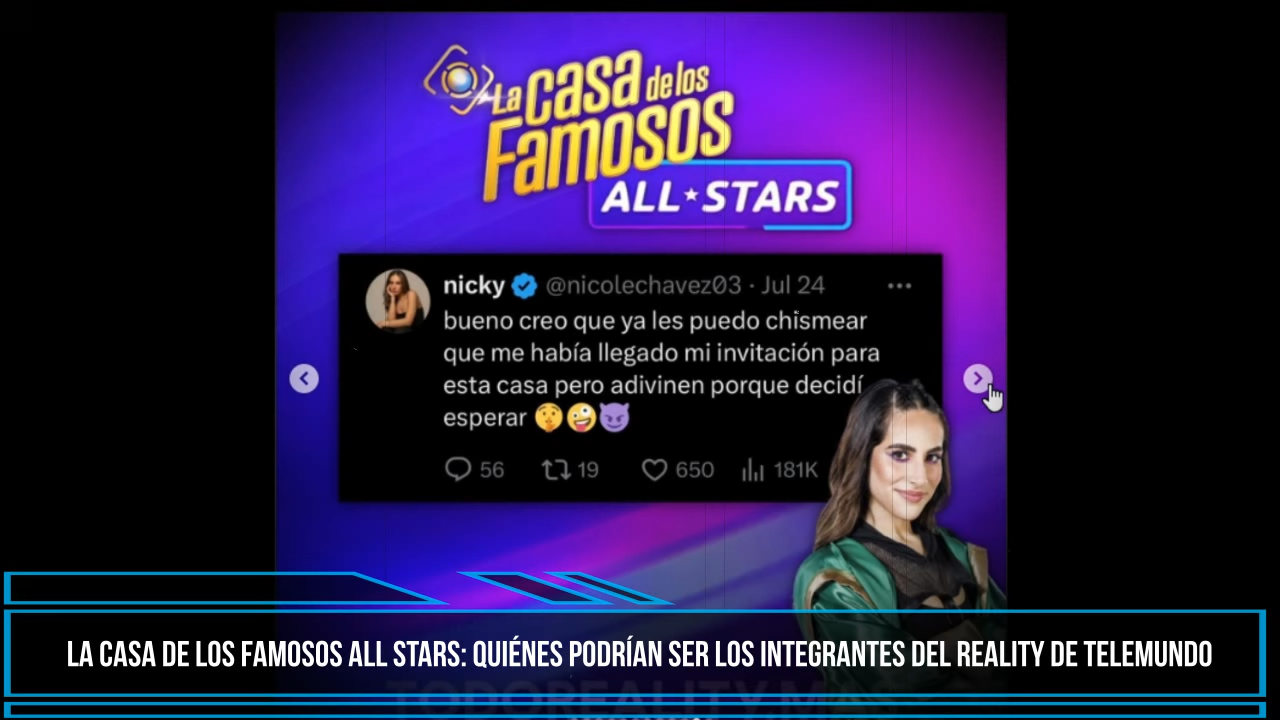 La casa de los
Famosos
ALL★STARS
nicky @nicolechavez03 · Jul 24
bueno creo que ya les puedo chismear
que me había llegado mi invitación para
esta casa pero adivinen porque decidí
esperar 🤫🤪😈
56 19 650 181K
LA CASA DE LOS FAMOSOS ALL STARS: QUIÉNES PODRÍAN SER LOS INTEGRANTES DEL REALITY DE TELEMUNDO
TODOREALITY.MAS